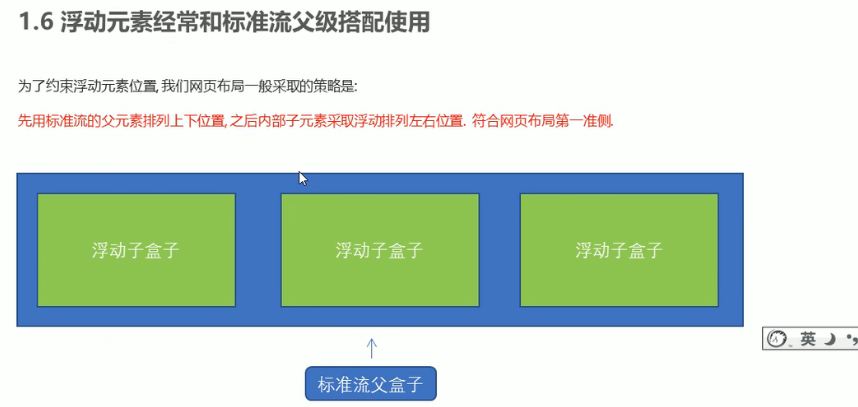 1.6 浮动元素经常和标准流父级搭配使用
为了约束浮动元素位置, 我们网页布局一般采取的策略是:
先用标准流的父元素排列上下位置, 之后内部子元素采取浮动排列左右位置. 符合网页布局第一准侧.
浮动子盒子 浮动子盒子 浮动子盒子
英
标准流父盒子